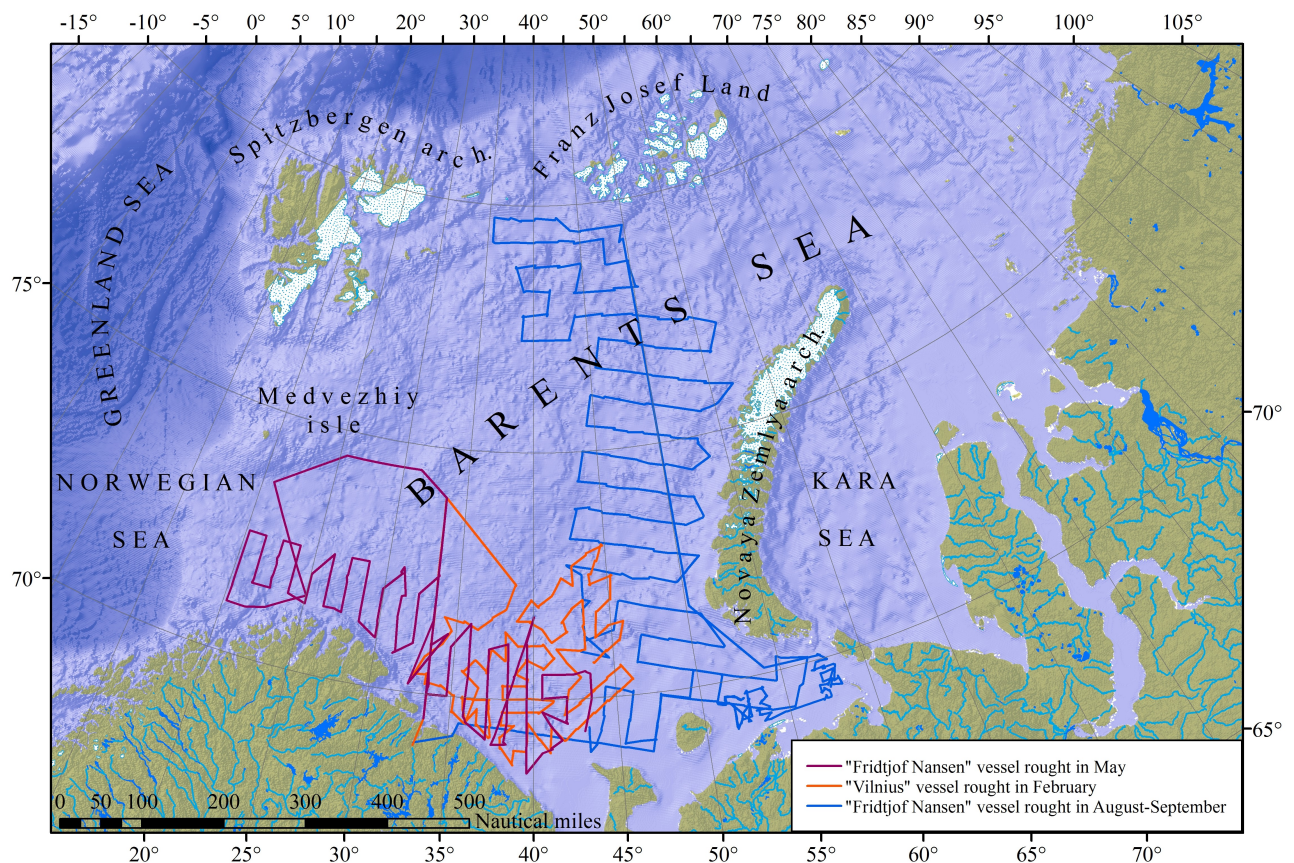 -15° -10° -5° 0° 5° 10° 20° 30° 40° 50° 60° 70° 75° 80° 85° 90° 95° 100° 105°
Spitzbergen arch.
Franz Josef Land
GREENLAND SEA
BARENTS SEA
75°
Medvezhiy
isle
Novaya Zemlya arch.
70°
NORWEGIAN
SEA
KARA
SEA
70°
65°
"Fridtjof Nansen" vessel rought in May
"Vilnius" vessel rought in February
"Fridtjof Nansen" vessel rought in August-September
0 50 100 200 300 400 500
Nautical miles
20° 25° 30° 35° 40° 45° 50° 55° 60° 65° 70°